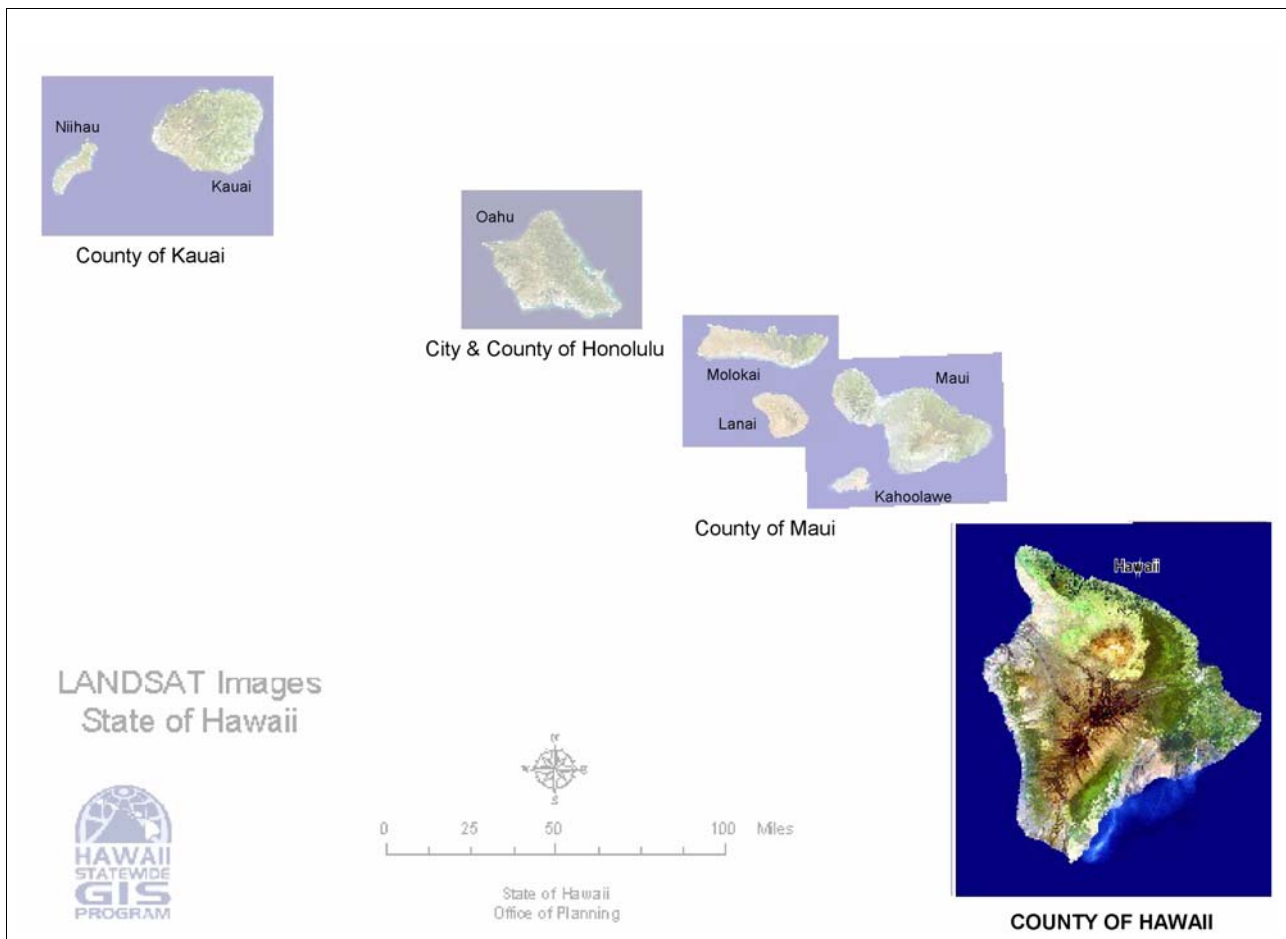 Niihau
Kauai
County of Kauai
Oahu
City & County of Honolulu
Molokai
Maui
Lanai
Kahoolawe
County of Maui
Hawaii
LANDSAT Images
State of Hawaii
N
W E
S
0 25 50 100 Miles
HAWAII
STATEWIDE
GIS
PROGRAM
State of Hawaii
Office of Planning
COUNTY OF HAWAII